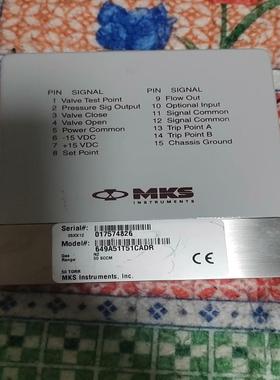 PIN SIGNAL
1 Valve Test Point
2 Pressure Sig Output
3 Valve Close
4 Valve Open
5 Power Common
6 -15 VDC
7 +15 VDC
8 Set Point
PIN SIGNAL
9 Flow Out
10 Optional Input
11 Signal Common
12 Signal Common
13 Trip Point A
14 Trip Point B
15 Chassis Ground
MKS
INSTRUMENTS
Serial#: 017574826
Model#: 649A51T51CADR
Gas N2
Range 50 SCCM
50 TORR
MKS Instruments, Inc.
CE